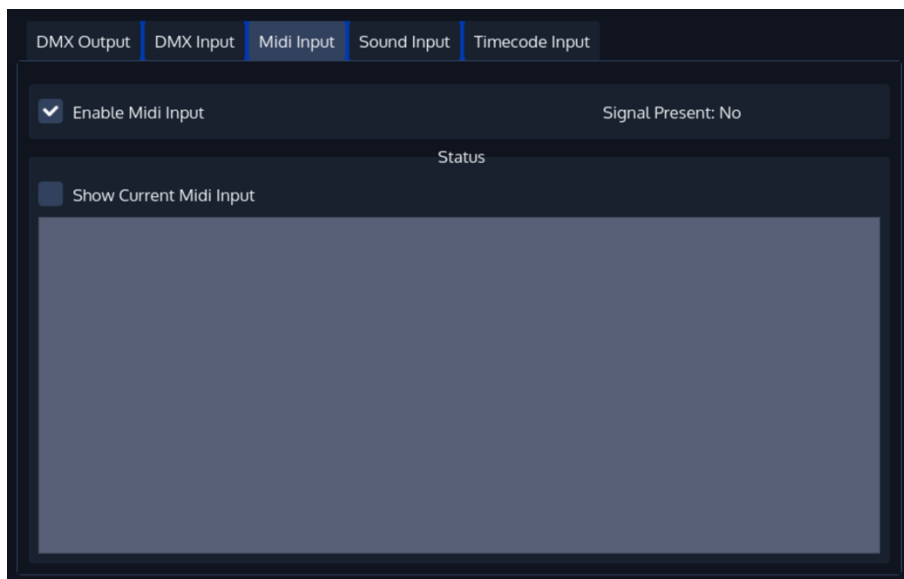 DMX Output DMX Input Midi Input Sound Input Timecode Input
Enable Midi Input Signal Present: No
Status
Show Current Midi Input